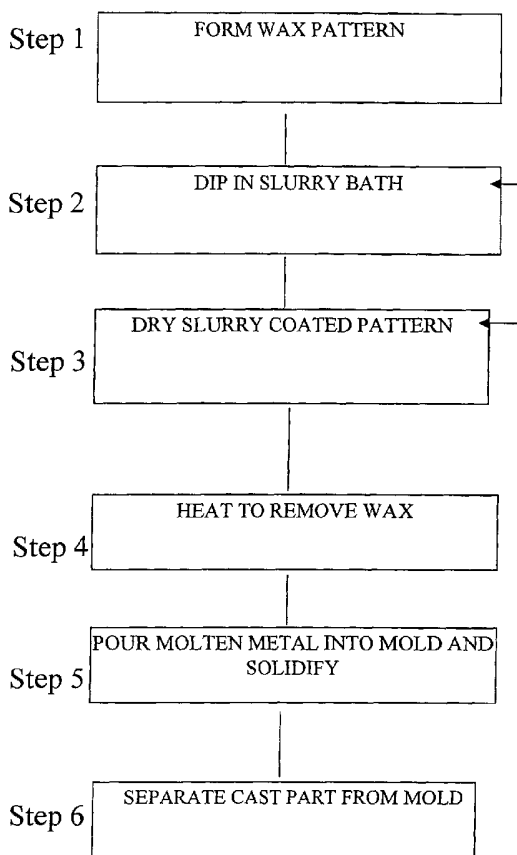 Step 1
FORM WAX PATTERN
Step 2
DIP IN SLURRY BATH
Step 3
DRY SLURRY COATED PATTERN
Step 4
HEAT TO REMOVE WAX
Step 5
POUR MOLTEN METAL INTO MOLD AND
SOLIDIFY
Step 6
SEPARATE CAST PART FROM MOLD